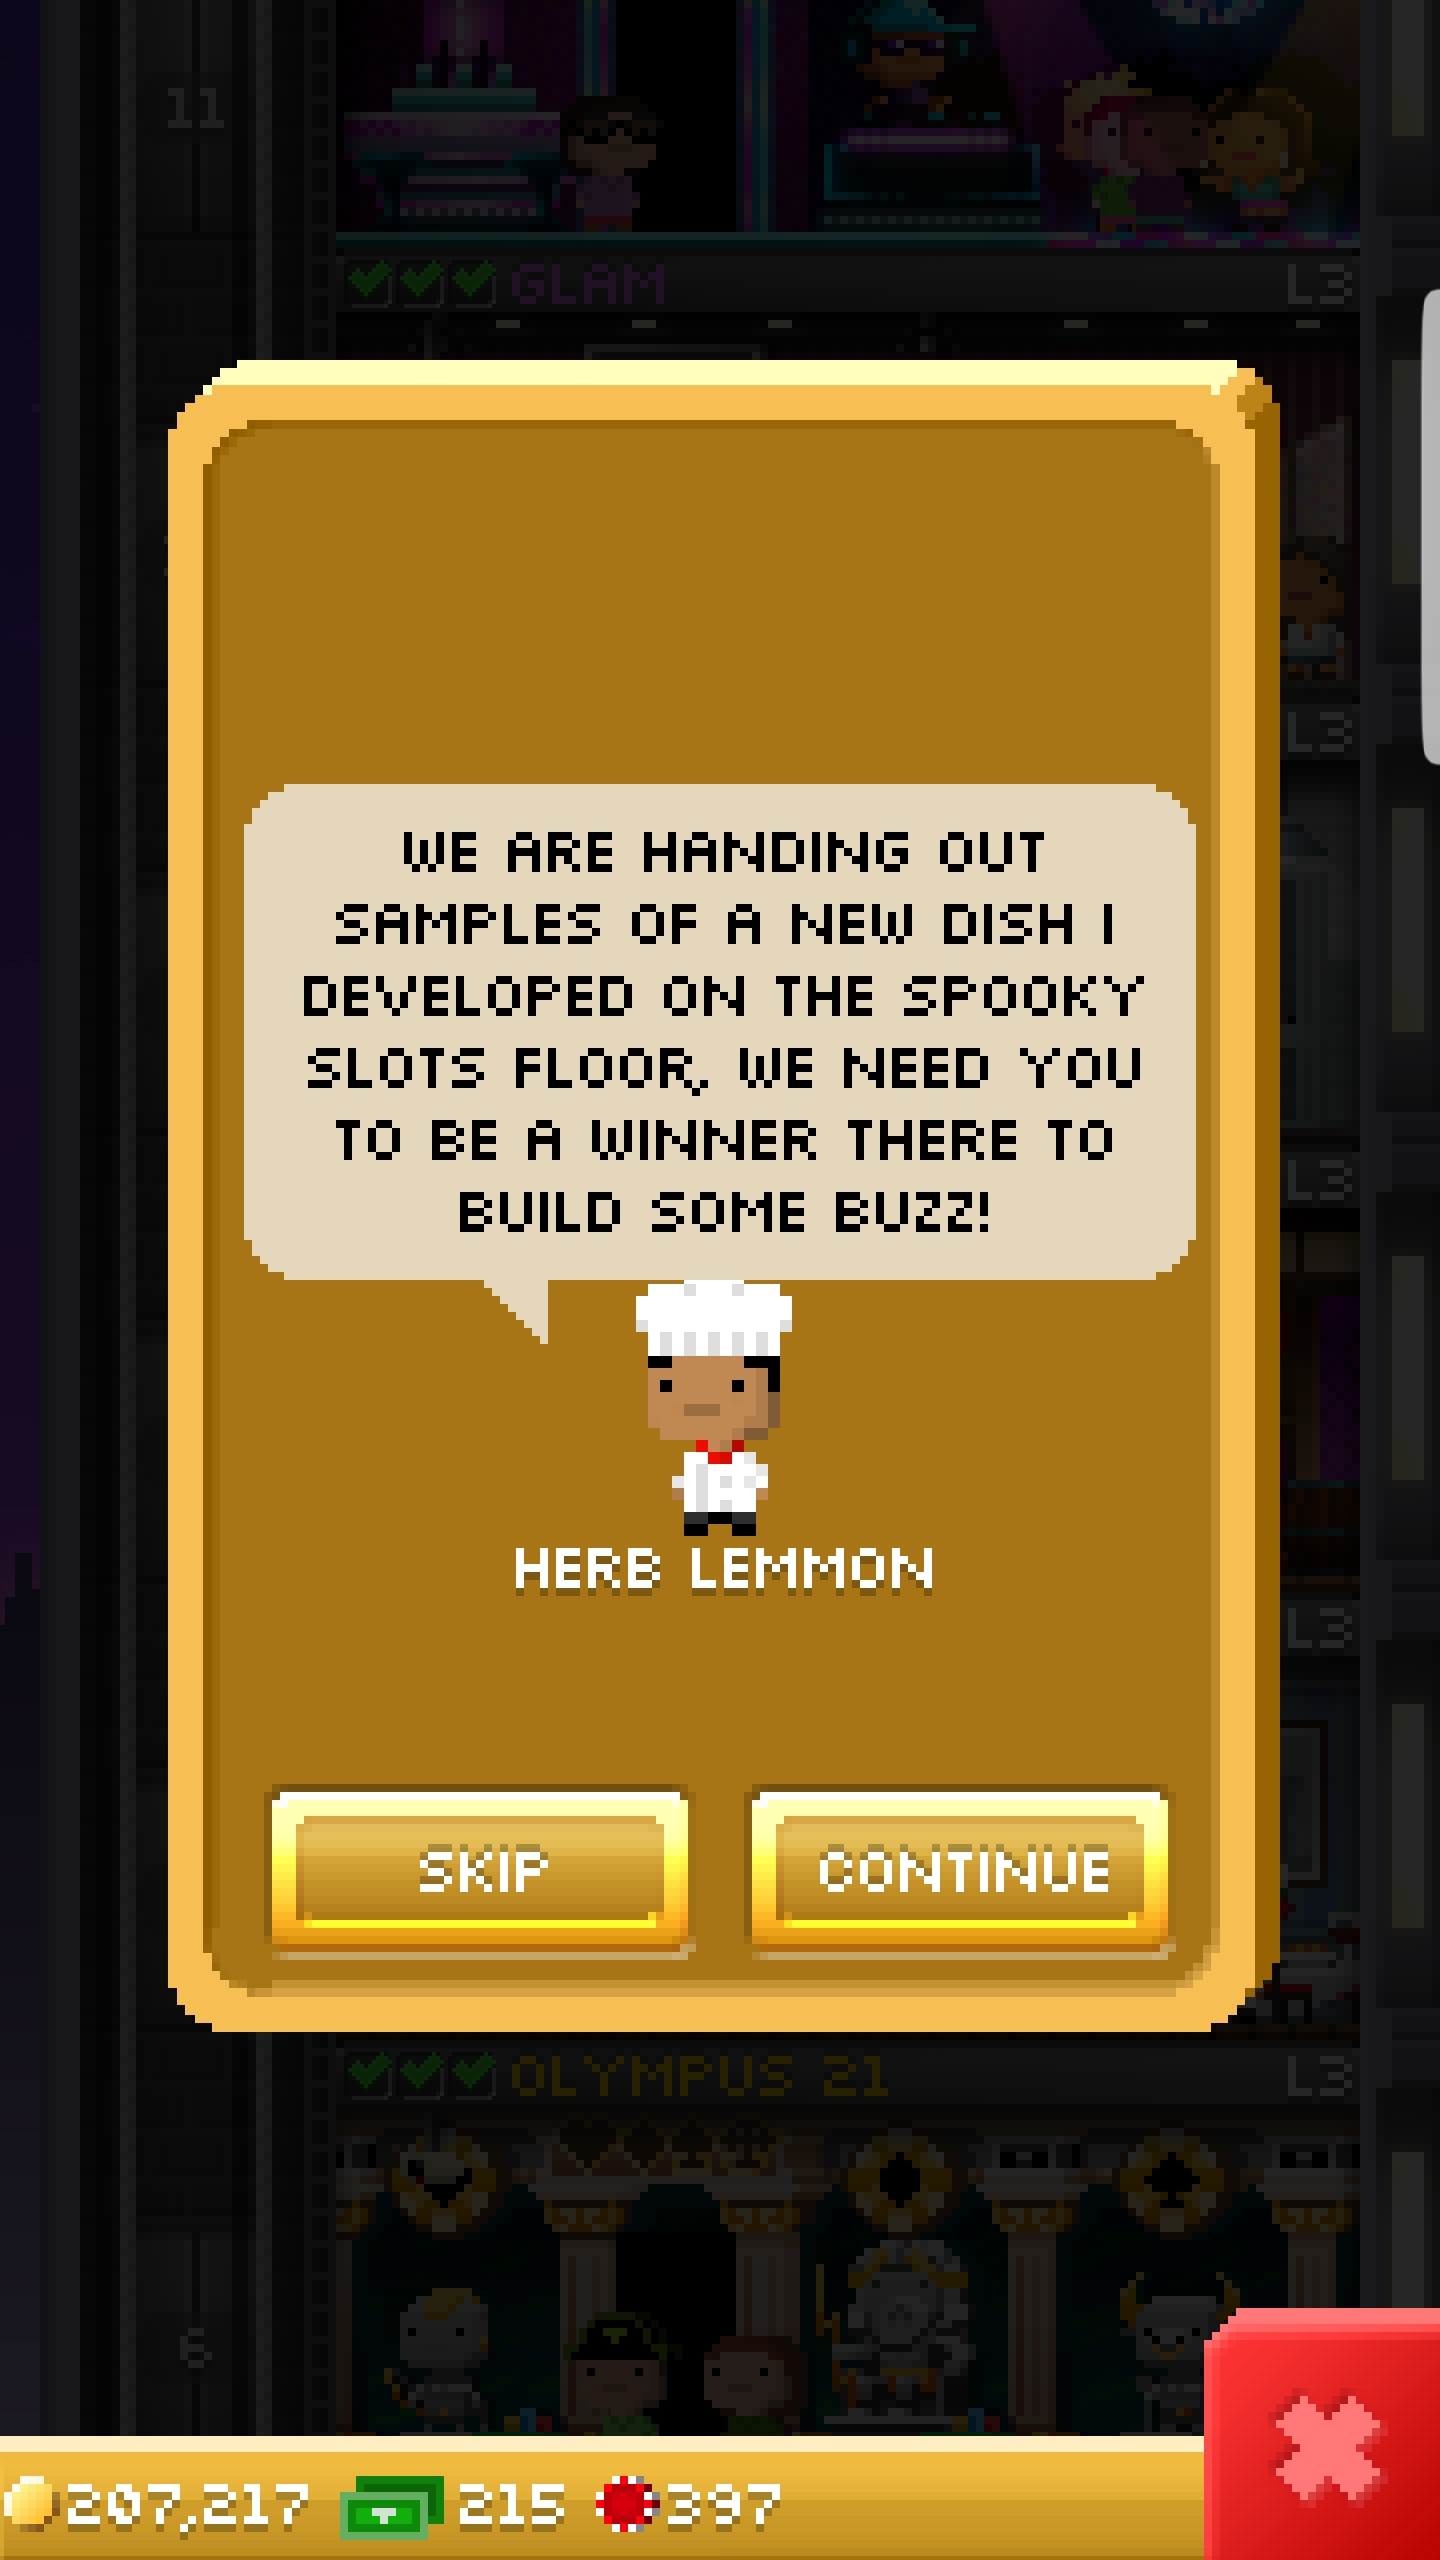 11
GLAM L3
L3
WE ARE HANDING OUT
SAMPLES OF A NEW DISH I
DEVELOPED ON THE SPOOKY
SLOTS FLOOR, WE NEED YOU
TO BE A WINNER THERE TO
BUILD SOME BUZZ!
L3
HERB LEMMON
L3
SKIP CONTINUE
OLYMPUS 21 L3
6
207,217 215 397